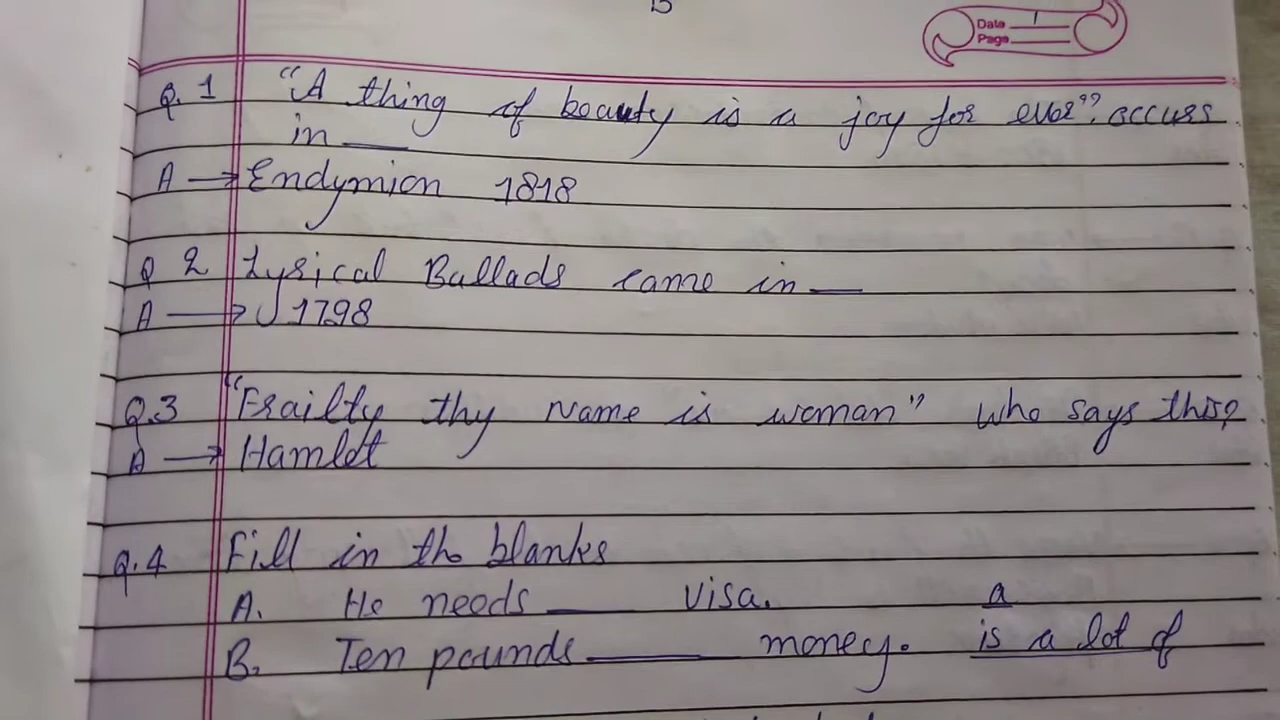 Date
Page
Q.1 "A thing of beauty is a joy for ever". occurs
in ___
A → Endymion 1818
Q 2 Lyrical Ballads came in ___
A → 1798
Q.3 "Frailty thy Name is woman" who says this?
A → Hamlet
Q.4 Fill in the blanks
A. He needs ___ visa. a
B. Ten pounds ___ money. is a lot of